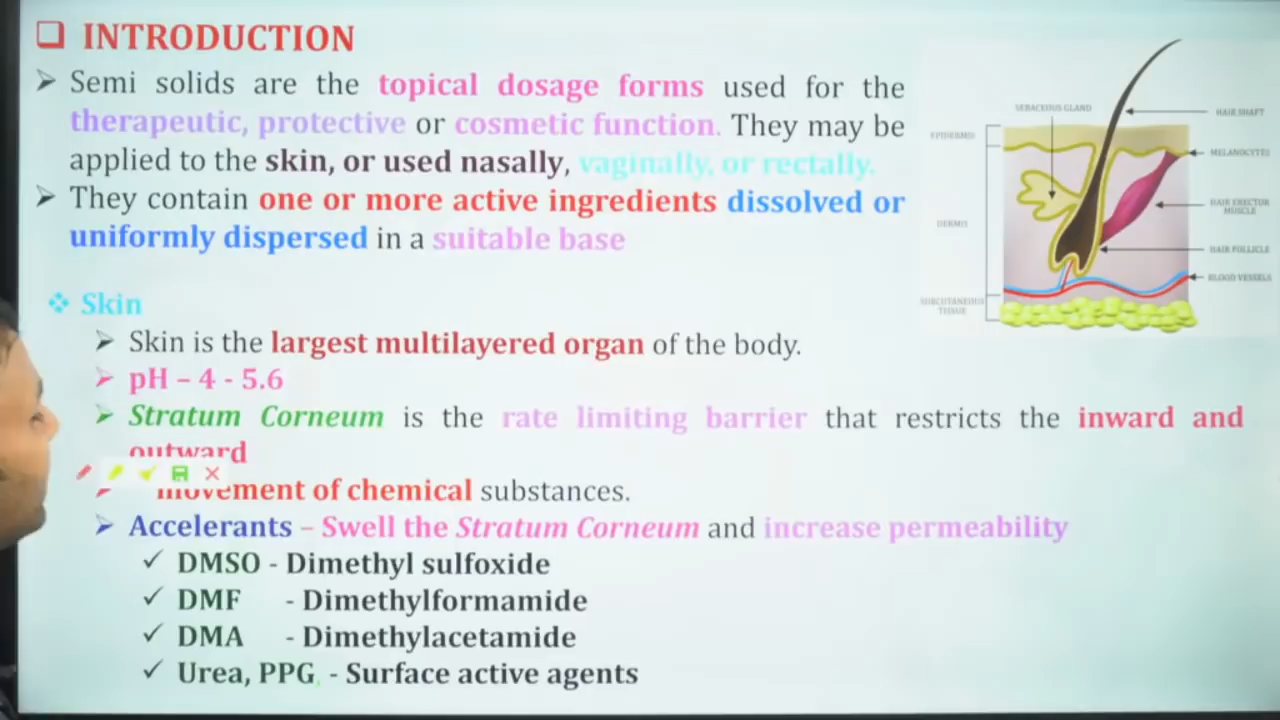 ❑ INTRODUCTION
➤ Semi solids are the topical dosage forms used for the
therapeutic, protective or cosmetic function. They may be
applied to the skin, or used nasally, vaginally, or rectally.
➤ They contain one or more active ingredients dissolved or
uniformly dispersed in a suitable base
SEBACEOUS GLAND
HAIR SHAFT
EPIDERMIS
MELANOCYTES
HAIR ERECTOR
MUSCLE
DERMIS
HAIR FOLLICLE
BLOOD VESSELS
SUBCUTANEOUS
TISSUE
❖ Skin
➤ Skin is the largest multilayered organ of the body.
➤ pH – 4 - 5.6
➤ Stratum Corneum is the rate limiting barrier that restricts the inward and
outward
➤ movement of chemical substances.
➤ Accelerants – Swell the Stratum Corneum and increase permeability
✓ DMSO - Dimethyl sulfoxide
✓ DMF - Dimethylformamide
✓ DMA - Dimethylacetamide
✓ Urea, PPG, - Surface active agents